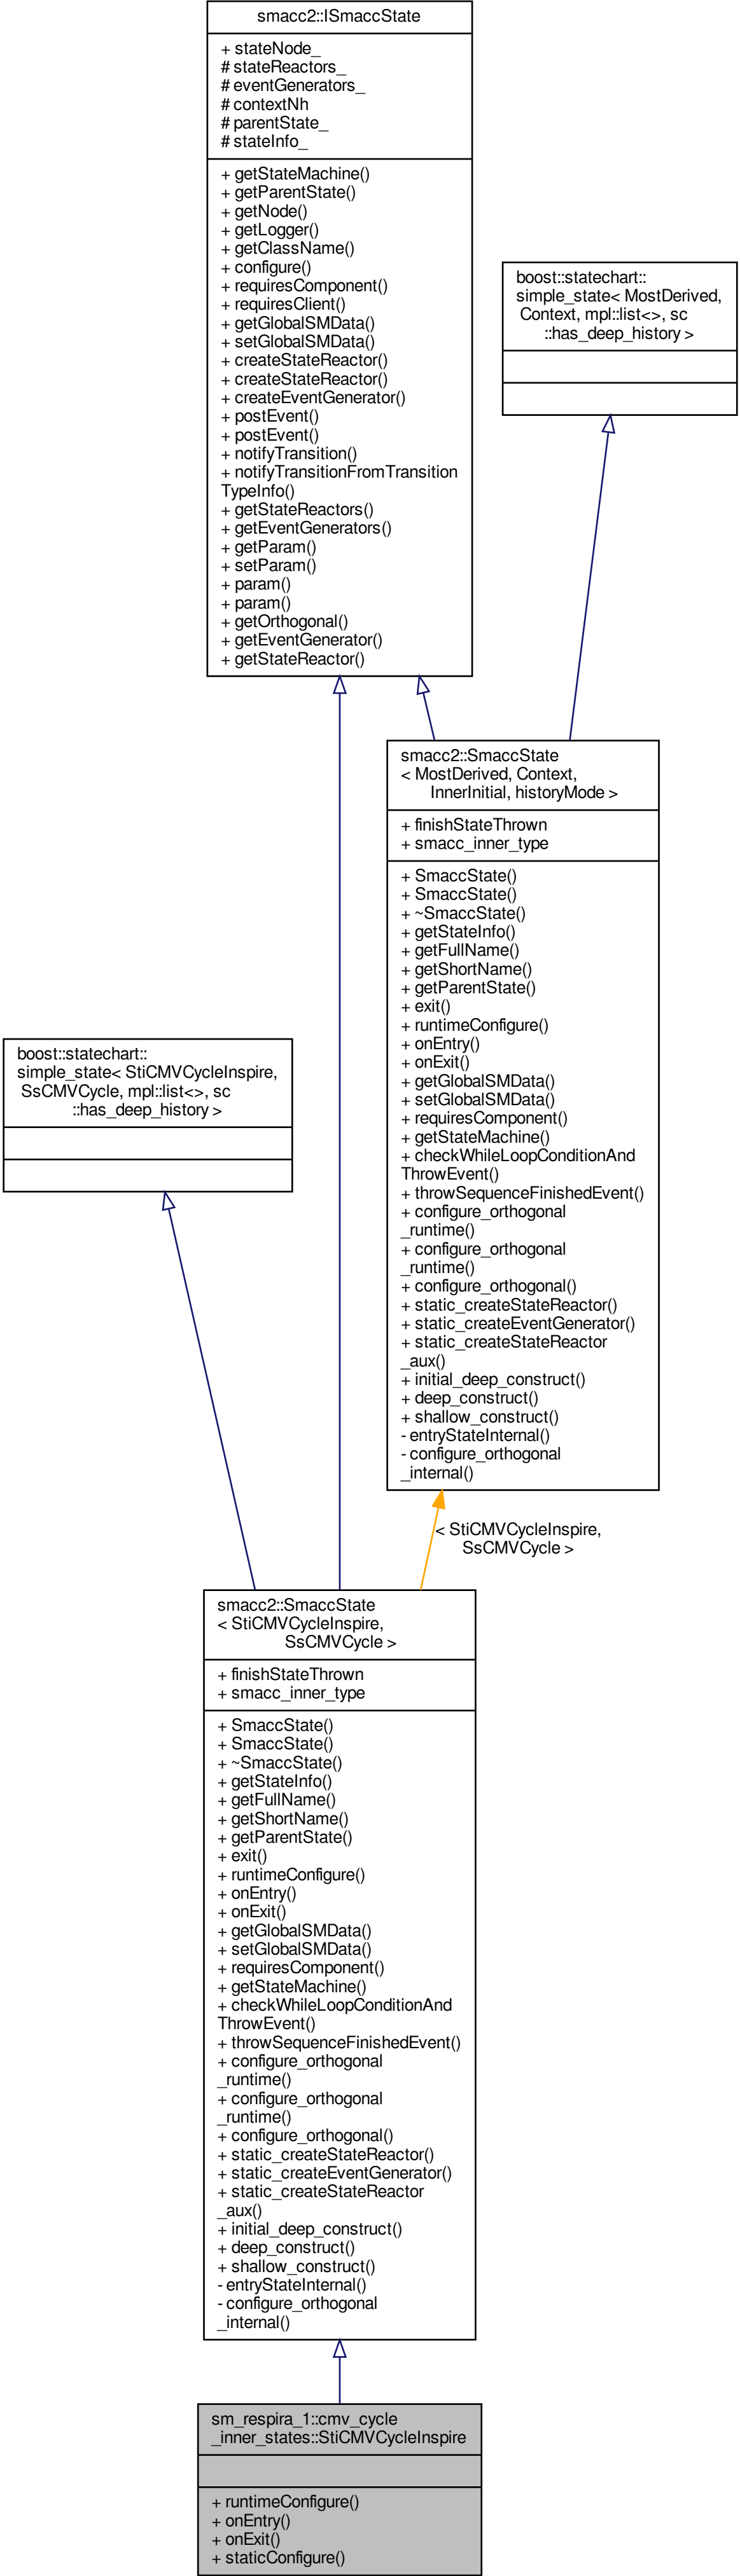 smacc2::ISmaccState
+ stateNode_
# stateReactors_
# eventGenerators_
# contextNh
# parentState_
# stateInfo_
+ getStateMachine()
+ getParentState()
+ getNode()
+ getLogger()
+ getClassName()
+ configure()
+ requiresComponent()
+ requiresClient()
+ getGlobalSMData()
+ setGlobalSMData()
+ createStateReactor()
+ createStateReactor()
+ createEventGenerator()
+ postEvent()
+ postEvent()
+ notifyTransition()
+ notifyTransitionFromTransition
TypeInfo()
+ getStateReactors()
+ getEventGenerators()
+ getParam()
+ setParam()
+ param()
+ param()
+ getOrthogonal()
+ getEventGenerator()
+ getStateReactor()
boost::statechart::
simple_state< MostDerived,
Context, mpl::list<>, sc
::has_deep_history >
smacc2::SmaccState
< MostDerived, Context,
InnerInitial, historyMode >
+ finishStateThrown
+ smacc_inner_type
+ SmaccState()
+ SmaccState()
+ ~SmaccState()
+ getStateInfo()
+ getFullName()
+ getShortName()
+ getParentState()
+ exit()
+ runtimeConfigure()
+ onEntry()
+ onExit()
+ getGlobalSMData()
+ setGlobalSMData()
+ requiresComponent()
+ getStateMachine()
+ checkWhileLoopConditionAnd
ThrowEvent()
+ throwSequenceFinishedEvent()
+ configure_orthogonal
_runtime()
+ configure_orthogonal
_runtime()
+ configure_orthogonal()
+ static_createStateReactor()
+ static_createEventGenerator()
+ static_createStateReactor
_aux()
+ initial_deep_construct()
+ deep_construct()
+ shallow_construct()
- entryStateInternal()
- configure_orthogonal
_internal()
boost::statechart::
simple_state< StiCMVCycleInspire,
SsCMVCycle, mpl::list<>, sc
::has_deep_history >
< StiCMVCycleInspire,
SsCMVCycle >
smacc2::SmaccState
< StiCMVCycleInspire,
SsCMVCycle >
+ finishStateThrown
+ smacc_inner_type
+ SmaccState()
+ SmaccState()
+ ~SmaccState()
+ getStateInfo()
+ getFullName()
+ getShortName()
+ getParentState()
+ exit()
+ runtimeConfigure()
+ onEntry()
+ onExit()
+ getGlobalSMData()
+ setGlobalSMData()
+ requiresComponent()
+ getStateMachine()
+ checkWhileLoopConditionAnd
ThrowEvent()
+ throwSequenceFinishedEvent()
+ configure_orthogonal
_runtime()
+ configure_orthogonal
_runtime()
+ configure_orthogonal()
+ static_createStateReactor()
+ static_createEventGenerator()
+ static_createStateReactor
_aux()
+ initial_deep_construct()
+ deep_construct()
+ shallow_construct()
- entryStateInternal()
- configure_orthogonal
_internal()
sm_respira_1::cmv_cycle
_inner_states::StiCMVCycleInspire
+ runtimeConfigure()
+ onEntry()
+ onExit()
+ staticConfigure()